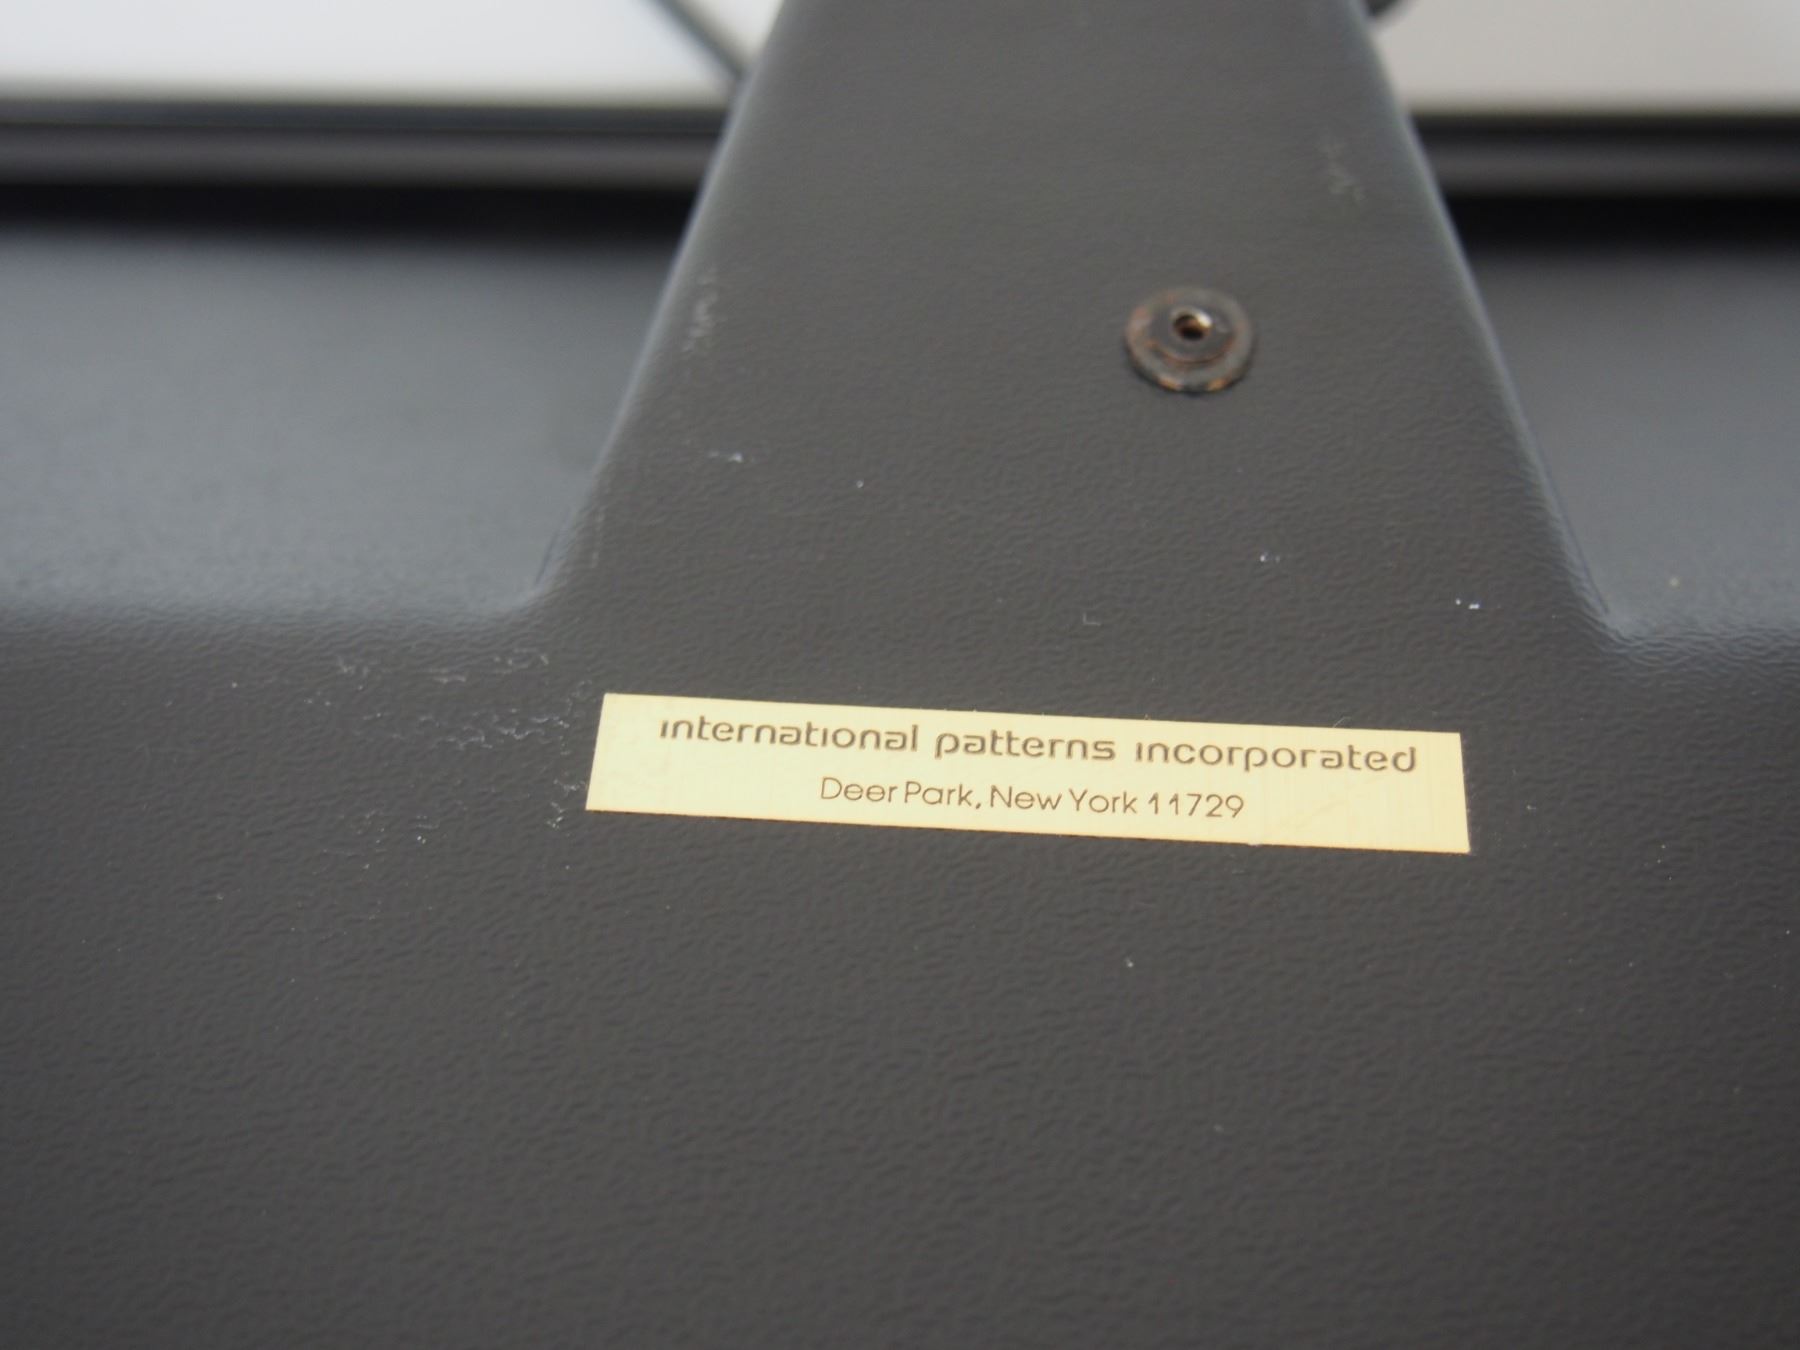 international patterns incorporated
Deer Park, New York 11729